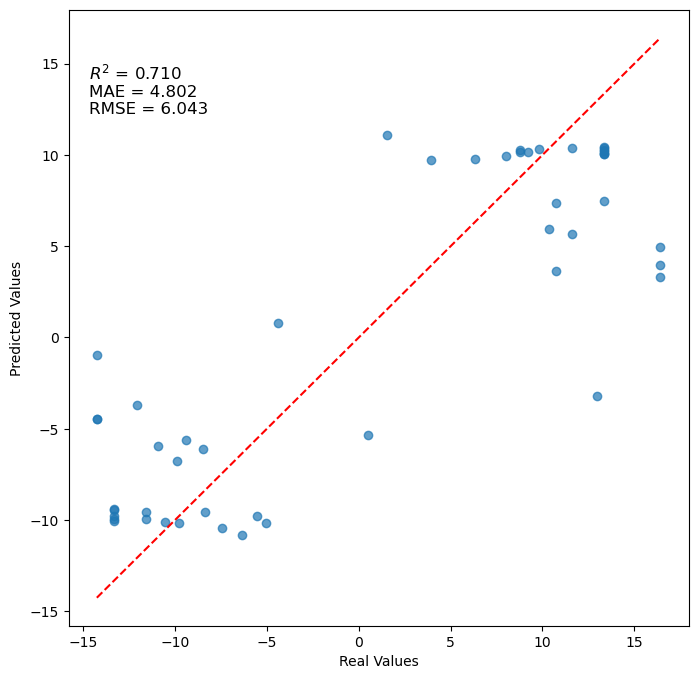 R² = 0.710
MAE = 4.802
RMSE = 6.043
15
10
5
0
−5
−10
−15
Predicted Values
−15 −10 −5 0 5 10 15
Real Values